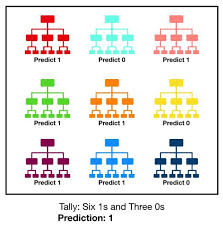 Predict 1 Predict 0 Predict 1
Predict 1 Predict 1 Predict 0
Predict 1 Predict 1 Predict 0
Tally: Six 1s and Three 0s
Prediction: 1